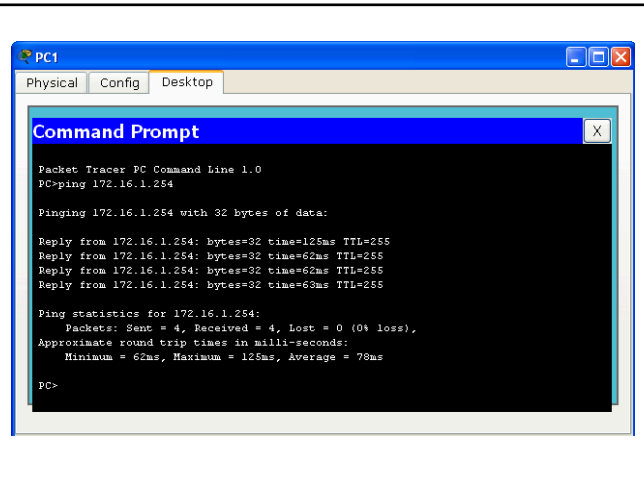 PC1
Physical Config Desktop
Command Prompt
X
Packet Tracer PC Command Line 1.0
PC>ping 172.16.1.254
Pinging 172.16.1.254 with 32 bytes of data:
Reply from 172.16.1.254: bytes=32 time=125ms TTL=255
Reply from 172.16.1.254: bytes=32 time=62ms TTL=255
Reply from 172.16.1.254: bytes=32 time=62ms TTL=255
Reply from 172.16.1.254: bytes=32 time=63ms TTL=255
Ping statistics for 172.16.1.254:
Packets: Sent = 4, Received = 4, Lost = 0 (0% loss),
Approximate round trip times in milli-seconds:
Minimum = 62ms, Maximum = 125ms, Average = 78ms
PC>